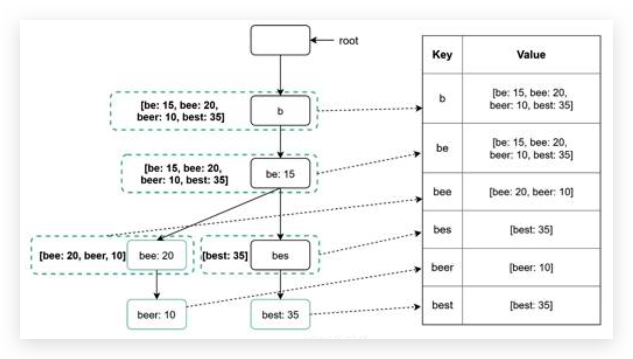 root
[be: 15, bee: 20,
beer: 10, best: 35]
b
[be: 15, bee: 20,
beer: 10, best: 35]
be: 15
[bee: 20, beer, 10]
bee: 20
[best: 35]
bes
beer: 10
best: 35
Key Value
b
[be: 15, bee: 20,
beer: 10, best: 35]
be
[be: 15, bee: 20,
beer: 10, best: 35]
bee [bee: 20, beer: 10]
bes [best: 35]
beer [beer: 10]
best [best: 35]